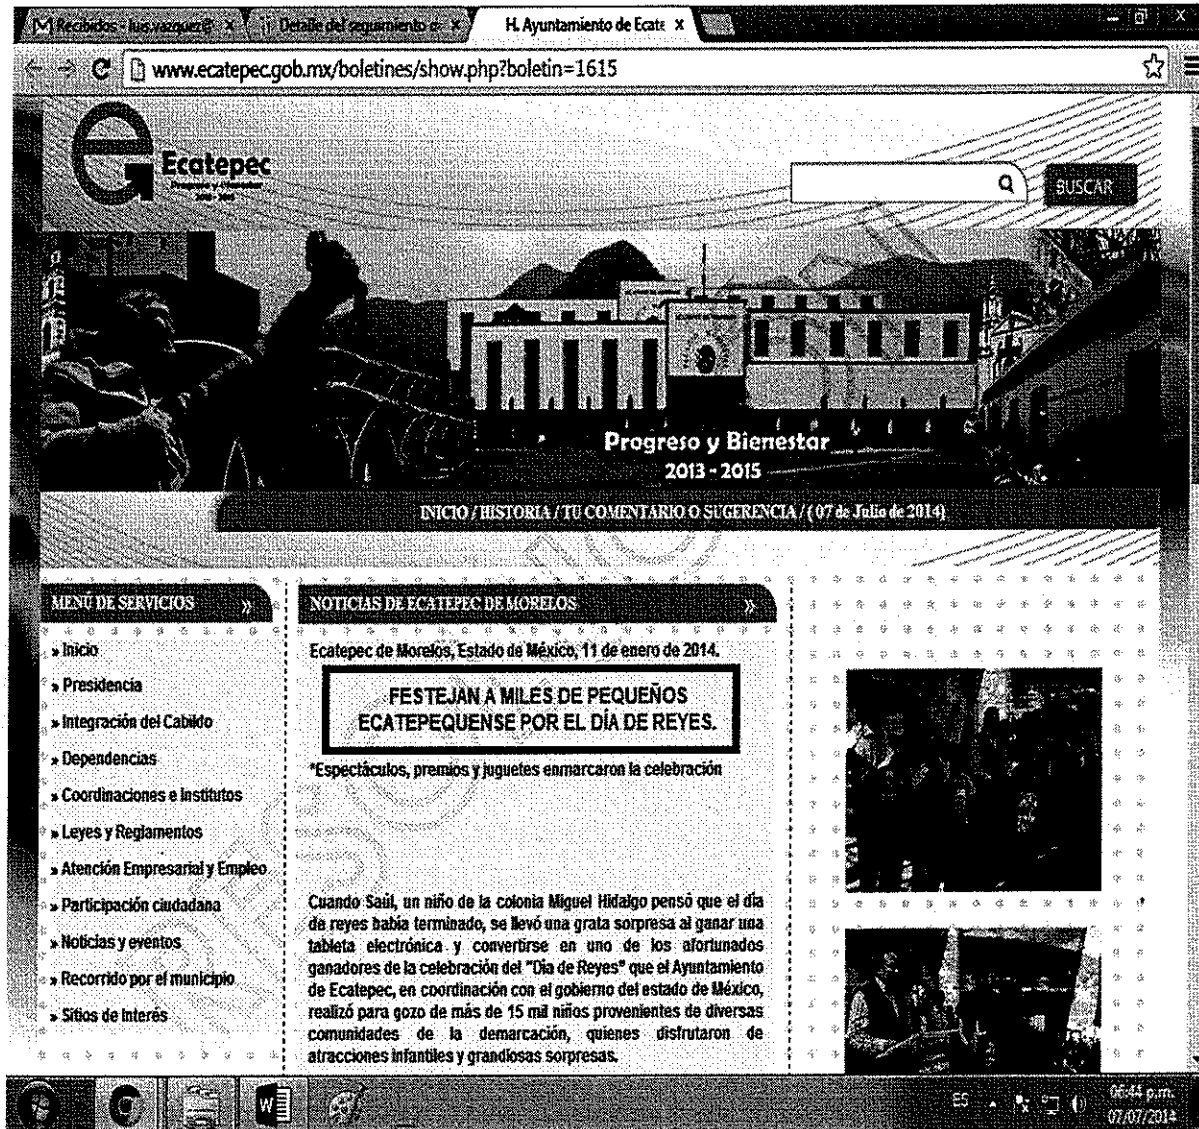 Recibidos - luis.vazquez@ x
Detalle del seguimiento x
H. Ayuntamiento de Ecate x
www.ecatepec.gob.mx/boletines/show.php?boletin=1615
Ecatepec
Progreso y Bienestar
BUSCAR
Progreso y Bienestar
2013 - 2015
INICIO / HISTORIA / TU COMENTARIO O SUGERENCIA / ( 07 de Julio de 2014)
MENÚ DE SERVICIOS »
» Inicio
» Presidencia
» Integración del Cabildo
» Dependencias
» Coordinaciones e Institutos
» Leyes y Reglamentos
» Atención Empresarial y Empleo
» Participación ciudadana
» Noticias y eventos
» Recorrido por el municipio
» Sitios de Interés
NOTICIAS DE ECATEPEC DE MORELOS »
Ecatepec de Morelos, Estado de México, 11 de enero de 2014.
FESTEJAN A MILES DE PEQUEÑOS
ECATEPEQUENSE POR EL DÍA DE REYES.
*Espectáculos, premios y juguetes enmarcaron la celebración
Cuando Saúl, un niño de la colonia Miguel Hidalgo pensó que el día
de reyes había terminado, se llevó una grata sorpresa al ganar una
tableta electrónica y convertirse en uno de los afortunados
ganadores de la celebración del "Día de Reyes" que el Ayuntamiento
de Ecatepec, en coordinación con el gobierno del estado de México,
realizó para gozo de más de 15 mil niños provenientes de diversas
comunidades de la demarcación, quienes disfrutaron de
atracciones infantiles y grandiosas sorpresas.
ES
06:44 p.m.
07/07/2014